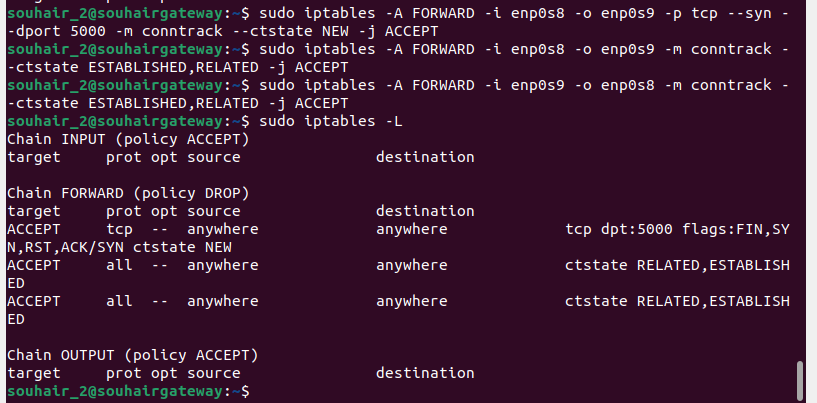 souhair_2@souhairgateway:~$ sudo iptables -A FORWARD -i enp0s8 -o enp0s9 -p tcp --syn -
-dport 5000 -m conntrack --ctstate NEW -j ACCEPT
souhair_2@souhairgateway:~$ sudo iptables -A FORWARD -i enp0s8 -o enp0s9 -m conntrack -
-ctstate ESTABLISHED,RELATED -j ACCEPT
souhair_2@souhairgateway:~$ sudo iptables -A FORWARD -i enp0s9 -o enp0s8 -m conntrack -
-ctstate ESTABLISHED,RELATED -j ACCEPT
souhair_2@souhairgateway:~$ sudo iptables -L
Chain INPUT (policy ACCEPT)
target     prot opt source               destination

Chain FORWARD (policy DROP)
target     prot opt source               destination
ACCEPT     tcp  --  anywhere             anywhere             tcp dpt:5000 flags:FIN,SY
N,RST,ACK/SYN ctstate NEW
ACCEPT     all  --  anywhere             anywhere             ctstate RELATED,ESTABLISH
ED
ACCEPT     all  --  anywhere             anywhere             ctstate RELATED,ESTABLISH
ED

Chain OUTPUT (policy ACCEPT)
target     prot opt source               destination
souhair_2@souhairgateway:~$